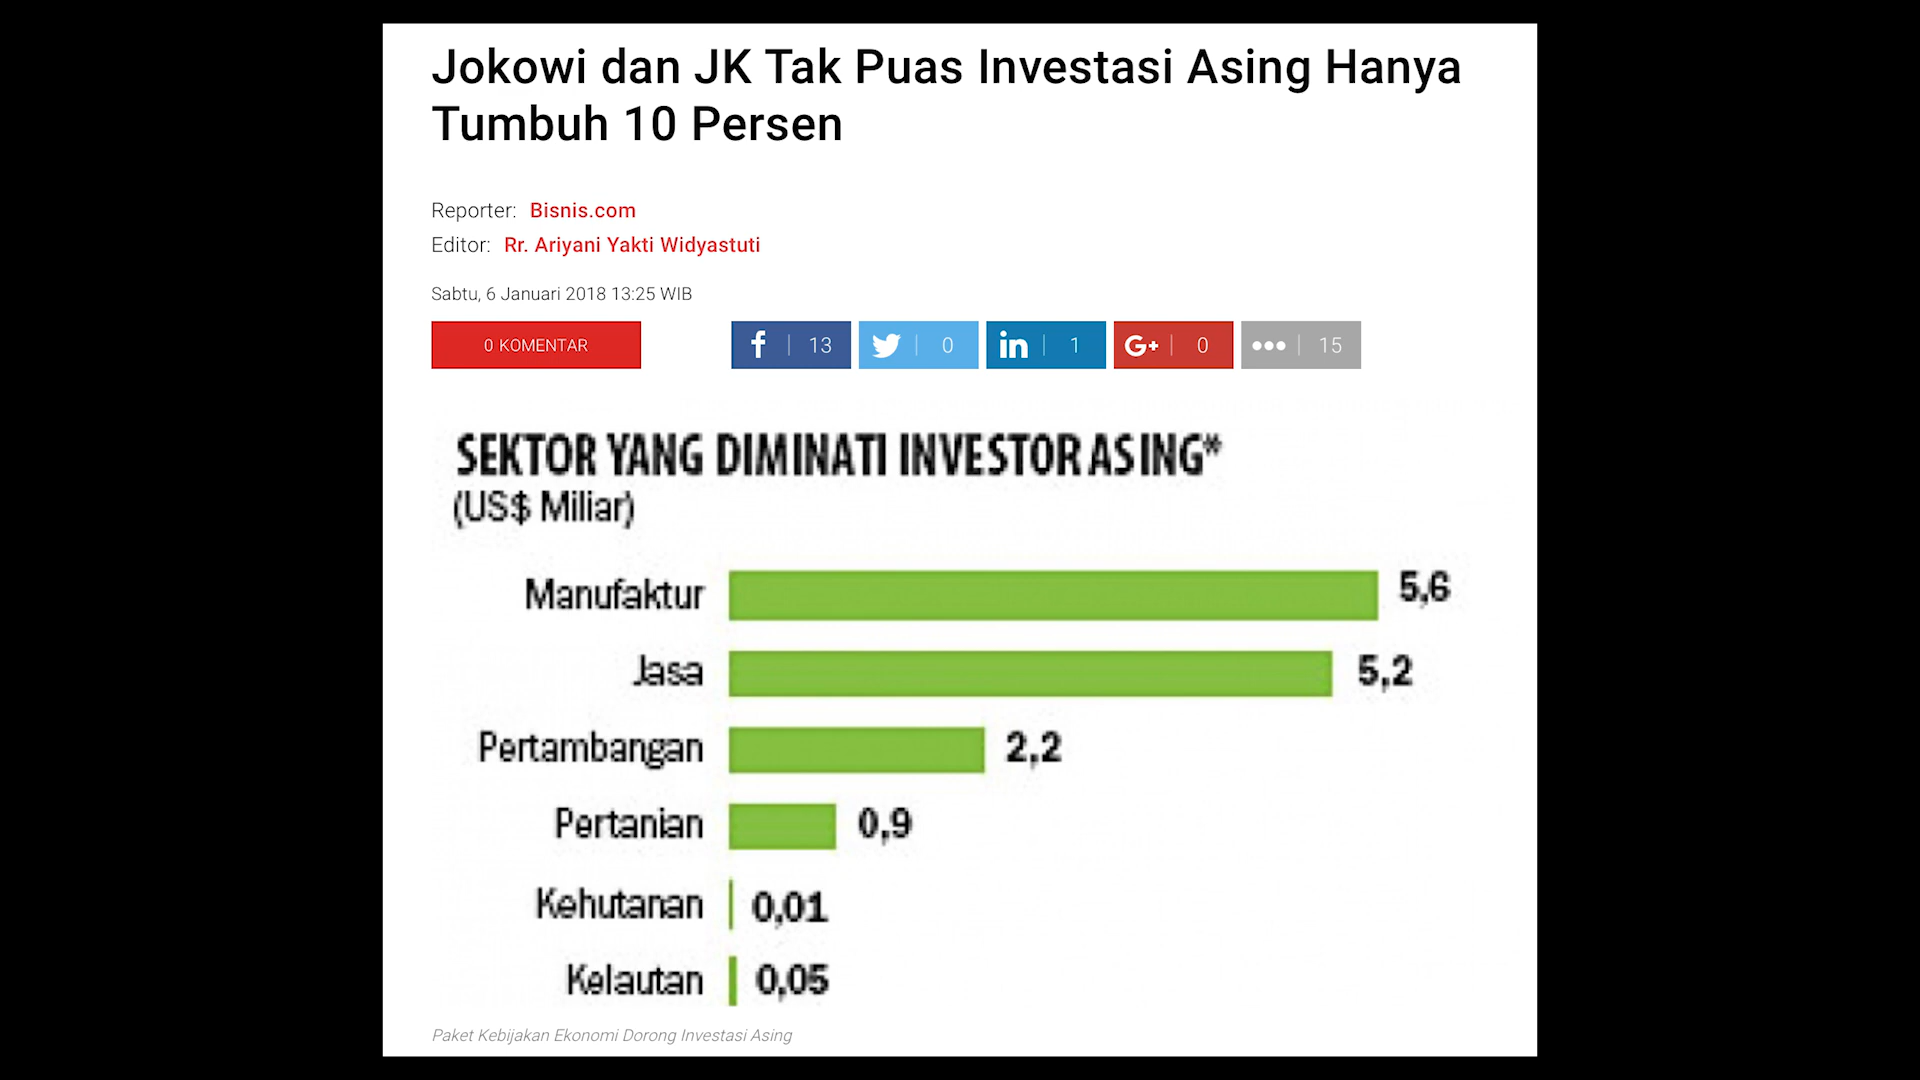 Jokowi dan JK Tak Puas Investasi Asing Hanya
Tumbuh 10 Persen
Reporter: Bisnis.com
Editor: Rr. Ariyani Yakti Widyastuti
Sabtu, 6 Januari 2018 13:25 WIB
0 KOMENTAR
f 13
0
in 1
G+ 0
15
SEKTOR YANG DIMINATI INVESTOR ASING*
(US$ Miliar)
Manufaktur 5,6
Jasa 5,2
Pertambangan 2,2
Pertanian 0,9
Kehutanan 0,01
Kelautan 0,05
Paket Kebijakan Ekonomi Dorong Investasi Asing